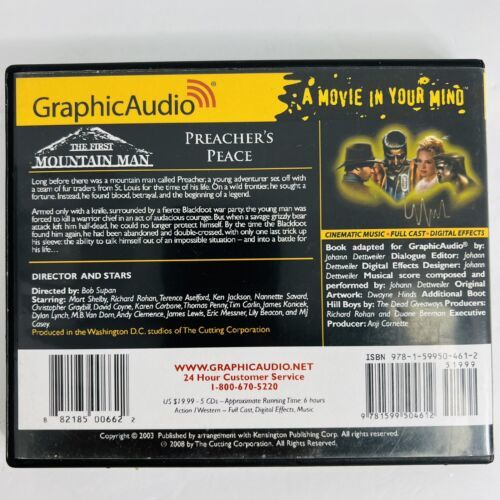 GraphicAudio
A MOVIE IN YOUR MIND
THE FIRST
MOUNTAIN MAN
PREACHER'S
PEACE
Long before there was a mountain man called Preacher, a young adventurer set off with
a team of fur traders from St. Louis for the time of his life. On a wild frontier, he sought a
fortune. Instead, he found blood, betrayal, and the beginning of a legend.
Armed only with a knife, surrounded by a fierce Blackfoot war party, the young man was
forced to kill a warrior chief in an act of audacious courage. But when a savage grizzly bear
attack left him half-dead, he could no longer protect himself. By the time the Blackfoot
found him again, he had been abandoned and double-crossed, with only one last trick up
his sleeve: the ability to talk himself out of an impossible situation – and into a battle for
his life...
DIRECTOR AND STARS
Directed by: Bob Supan
Starring: Mort Shelby, Richard Rohan, Terence Aselford, Ken Jackson, Nannette Savard,
Christopher Graybill, David Coyne, Karen Carbone, Thomas Penny, Tim Carlin, James Konicek,
Dylan Lynch, M.B. Van Dorn, Andy Clemence, James Lewis, Eric Messner, Lily Beacon, and MJ
Casey
Produced in the Washington D.C. studios of The Cutting Corporation
CINEMATIC MUSIC - FULL CAST - DIGITAL EFFECTS
Book adapted for GraphicAudio® by:
Johann Dettweiler Dialogue Editor: Johann
Dettweiler Digital Effects Designer: Johann
Dettweiler Musical score composed and
performed by: Johann Dettweiler Original
Artwork: Dwayne Hinds Additional Boot
Hill Boys by: The Dead Giveaways Producers:
Richard Rohan and Duane Beeman Executive
Producer: Anji Cornette
WWW.GRAPHICAUDIO.NET
24 Hour Customer Service
1-800-670-5220
US $19.99 - 5 CDs – Approximate Running Time: 6 hours
Action / Western – Full Cast, Digital Effects, Music
8 82185 00662 2
ISBN 978-1-59950-461-2
51999
9 781599 504612
Copyright © 2003 Published by arrangement with Kensington Publishing Corp. All rights reserved.
℗ 2008 by The Cutting Corporation. All Rights Reserved.